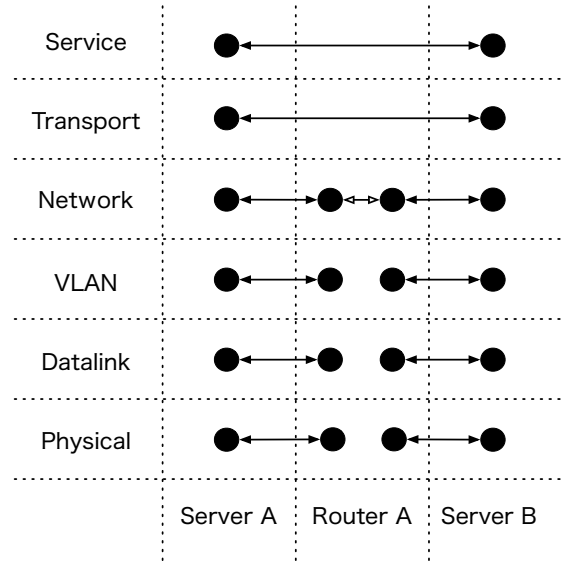 Service
Transport
Network
VLAN
Datalink
Physical
Server A Router A Server B